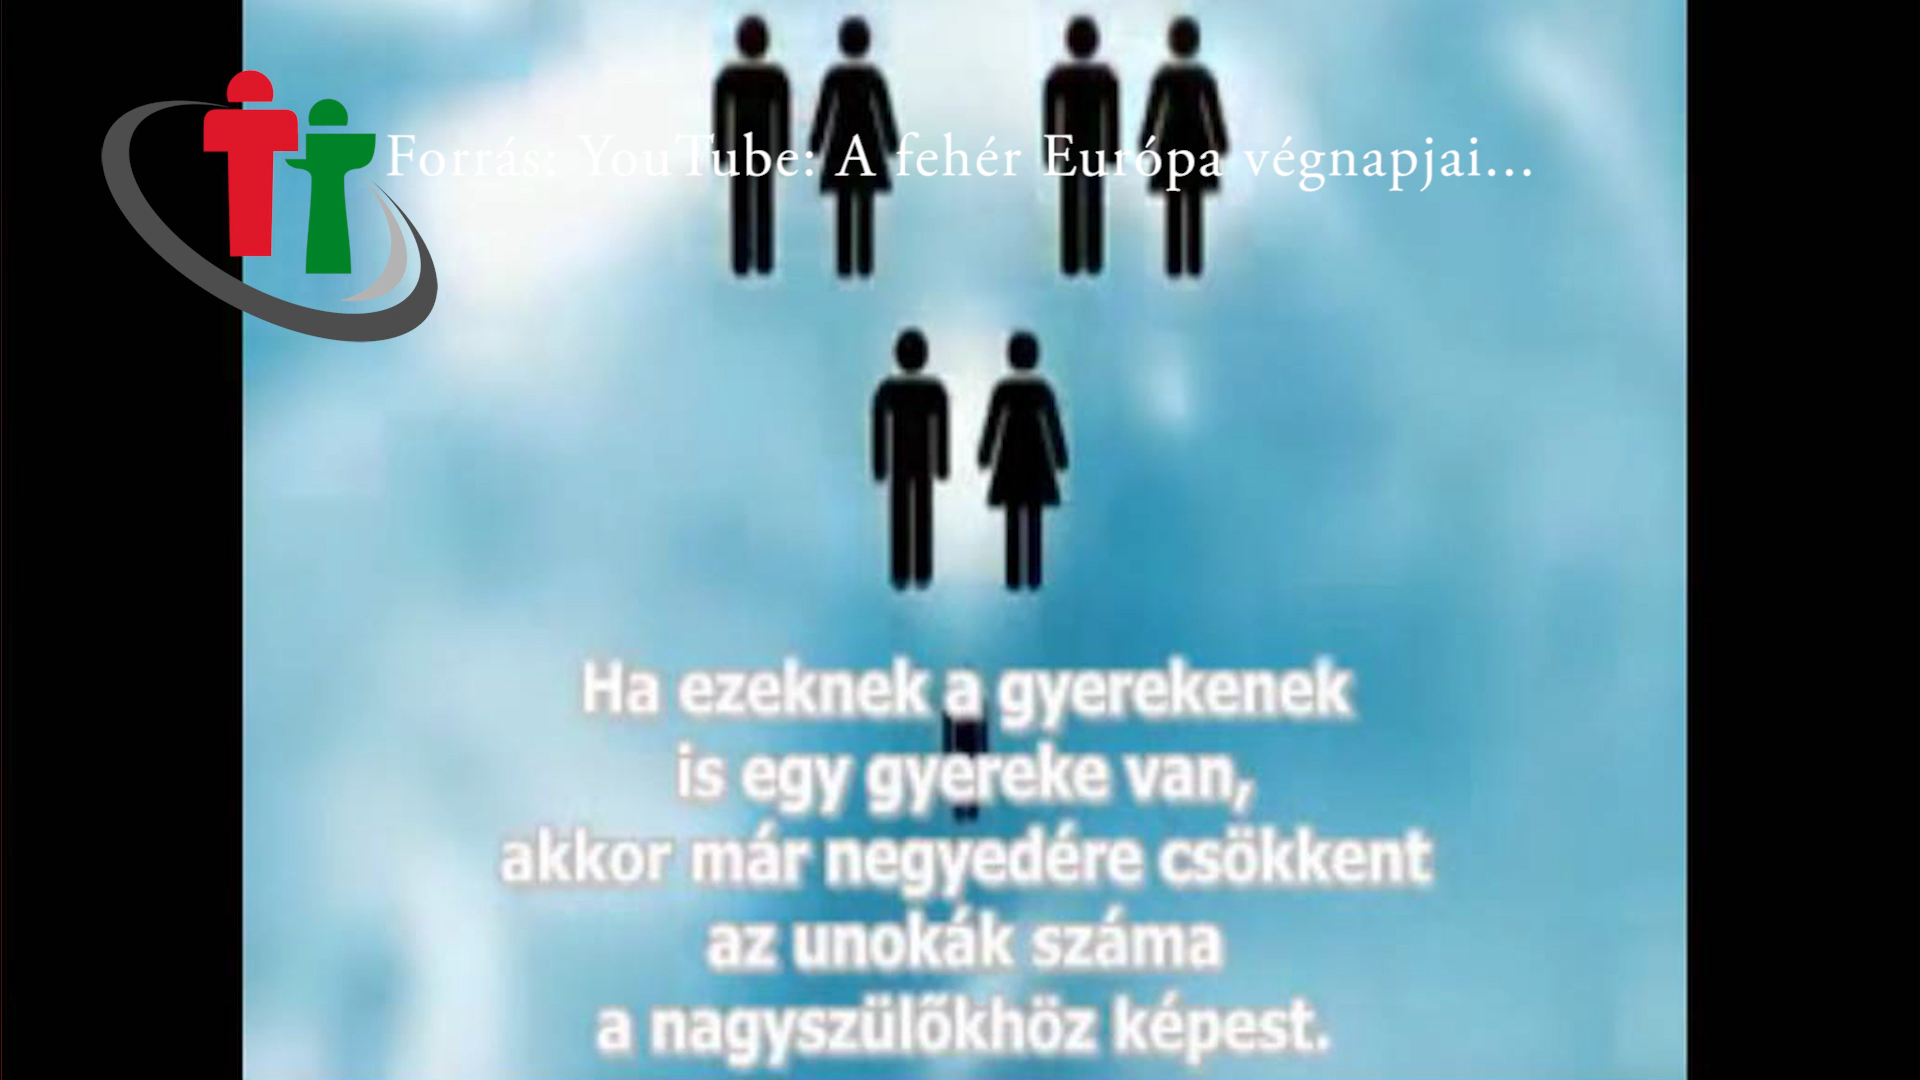 Forrás: YouTube: A fehér Európa végnapjai...
Ha ezeknek a gyerekenek
is egy gyereke van,
akkor már negyedére csökkent
az unokák száma
a nagyszülõkhöz képest.